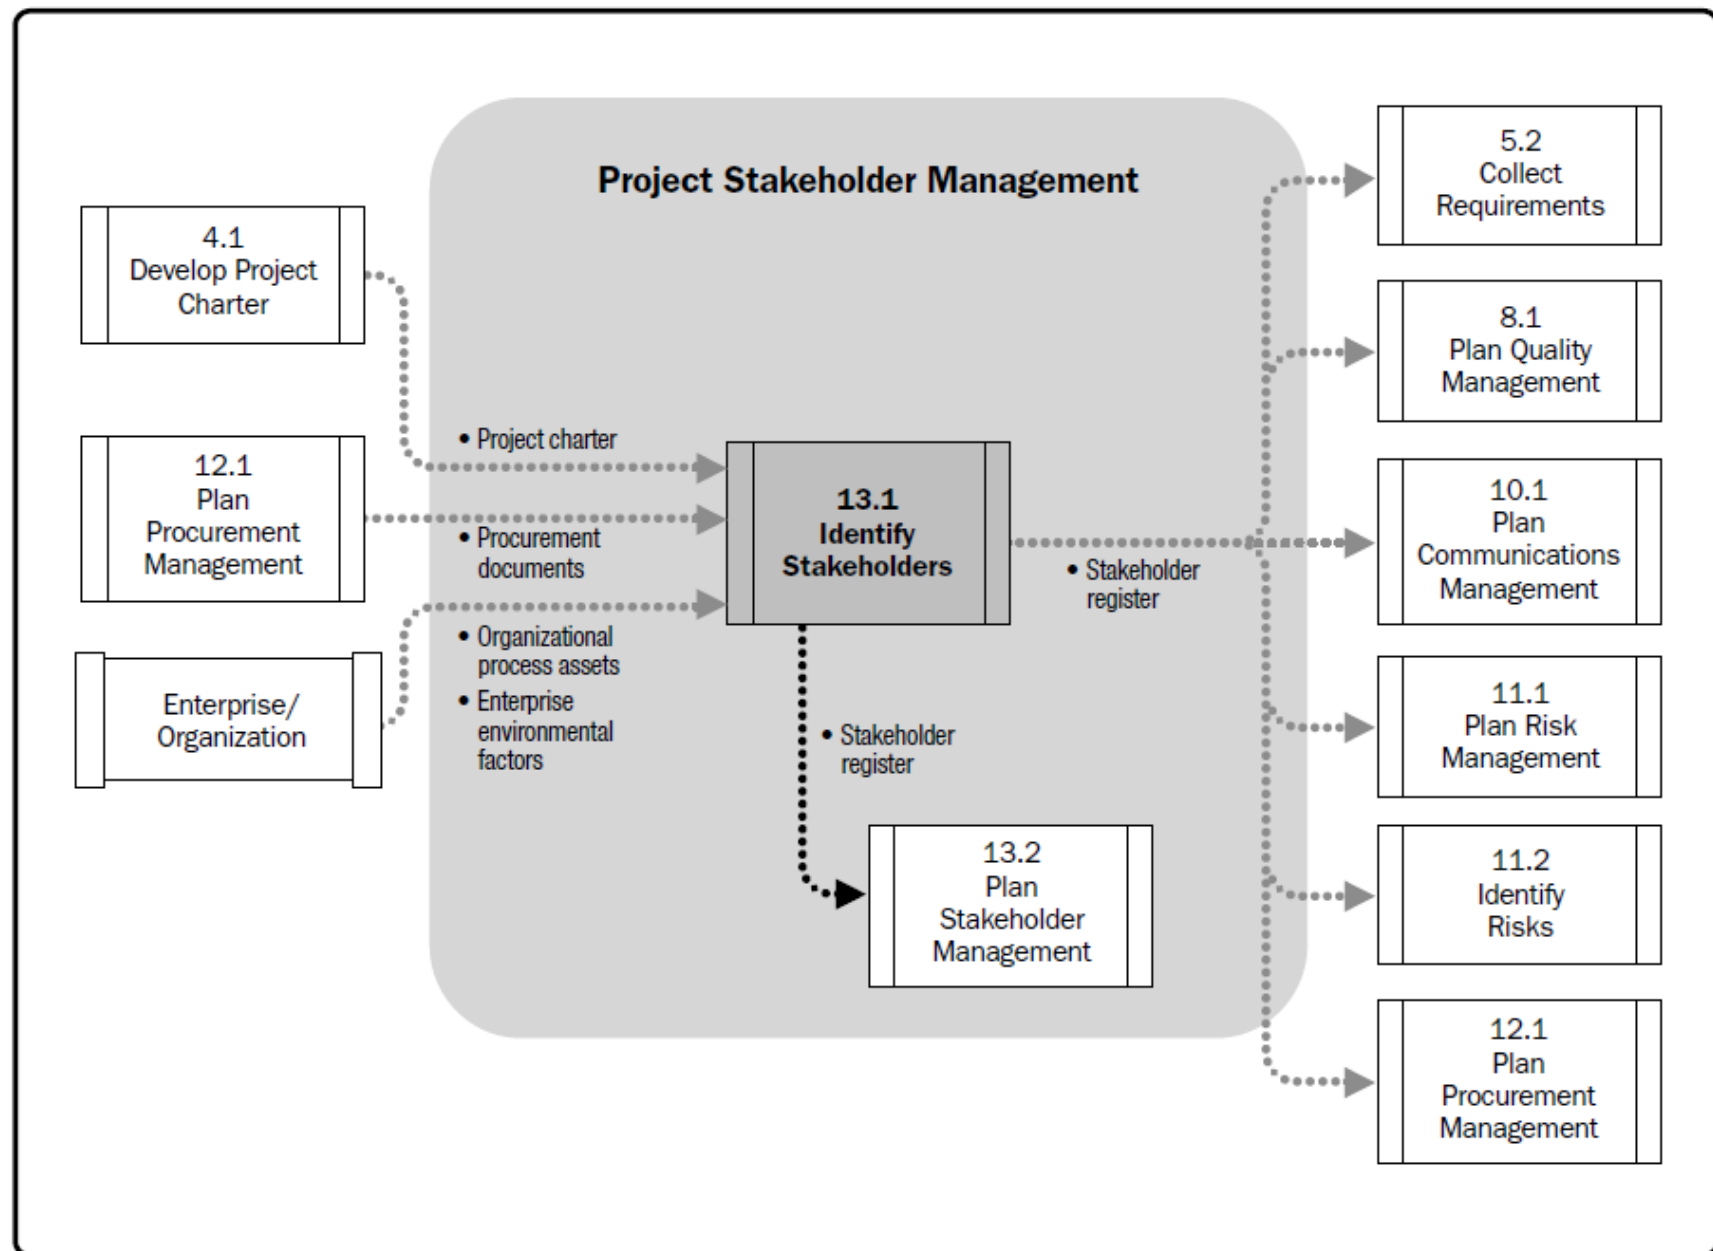 Project Stakeholder Management
4.1
Develop Project
Charter
12.1
Plan
Procurement
Management
Enterprise/
Organization
• Project charter
• Procurement
documents
• Organizational
process assets
• Enterprise
environmental
factors
13.1
Identify
Stakeholders
• Stakeholder
register
• Stakeholder
register
13.2
Plan
Stakeholder
Management
5.2
Collect
Requirements
8.1
Plan Quality
Management
10.1
Plan
Communications
Management
11.1
Plan Risk
Management
11.2
Identify
Risks
12.1
Plan
Procurement
Management